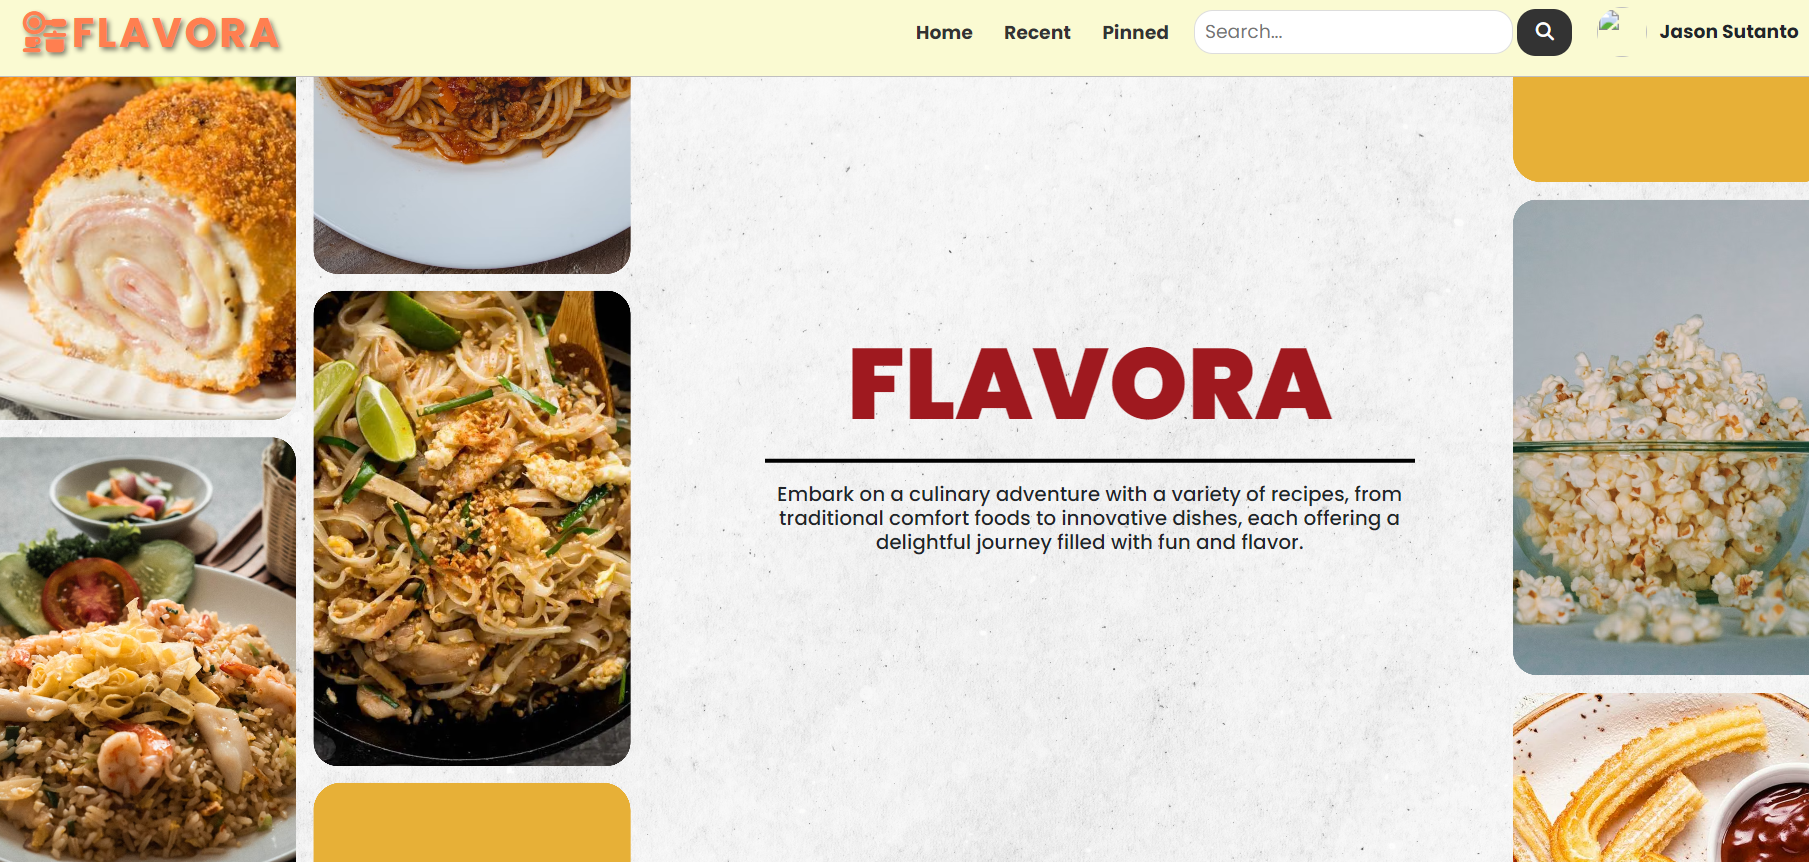 FLAVORA
Home Recent Pinned Search... Jason Sutanto
FLAVORA
Embark on a culinary adventure with a variety of recipes, from
traditional comfort foods to innovative dishes, each offering a
delightful journey filled with fun and flavor.